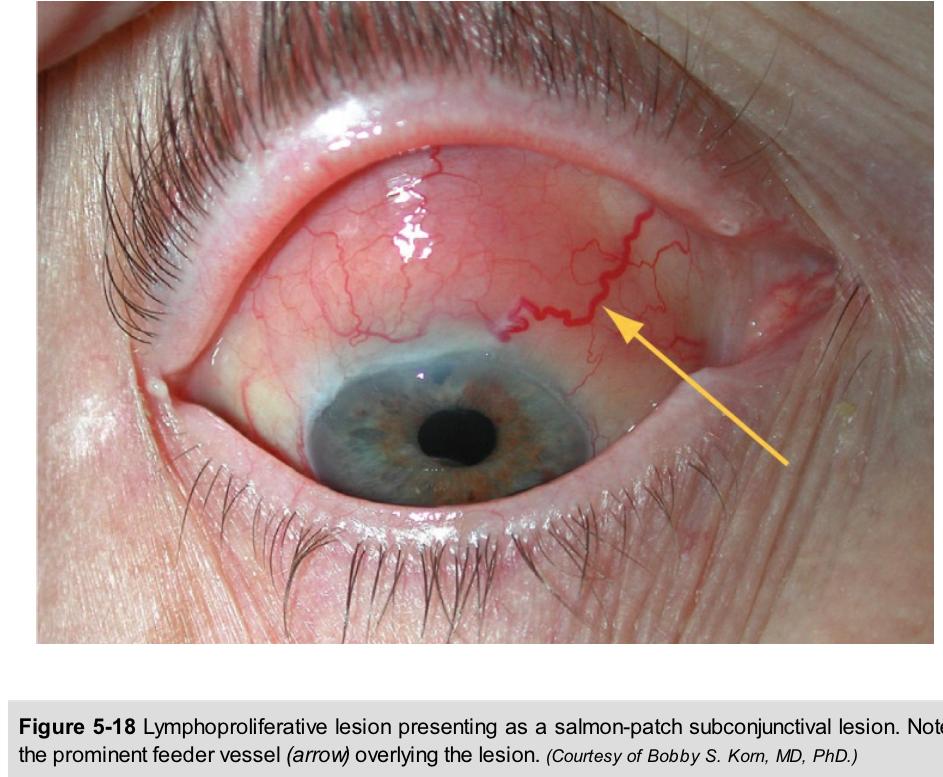 Figure 5-18 Lymphoproliferative lesion presenting as a salmon-patch subconjunctival lesion. Note
the prominent feeder vessel (arrow) overlying the lesion. (Courtesy of Bobby S. Korn, MD, PhD.)